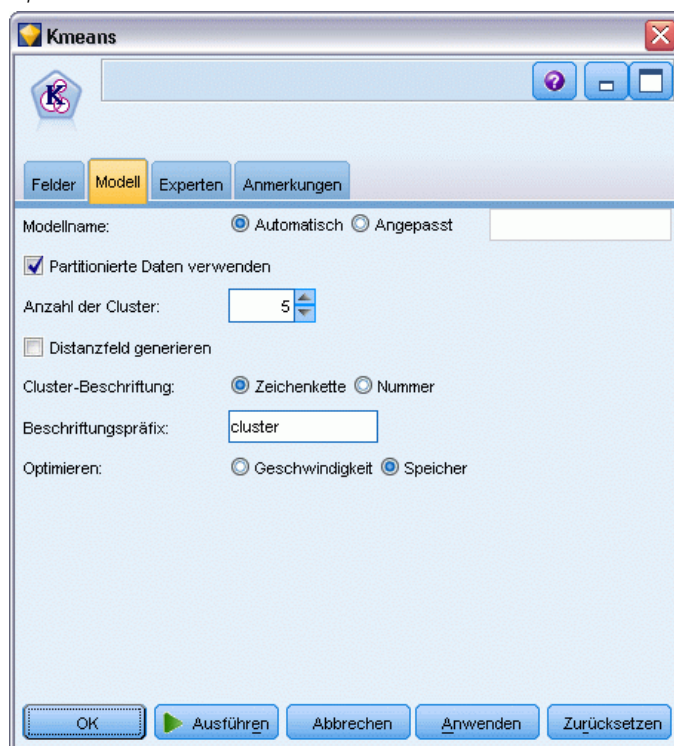 Kmeans
Felder Modell Experten Anmerkungen
Modellname: Automatisch Angepasst
Partitionierte Daten verwenden
Anzahl der Cluster: 5
Distanzfeld generieren
Cluster-Beschriftung: Zeichenkette Nummer
Beschriftungspräfix: cluster
Optimieren: Geschwindigkeit Speicher
OK Ausführen Abbrechen Anwenden Zurücksetzen